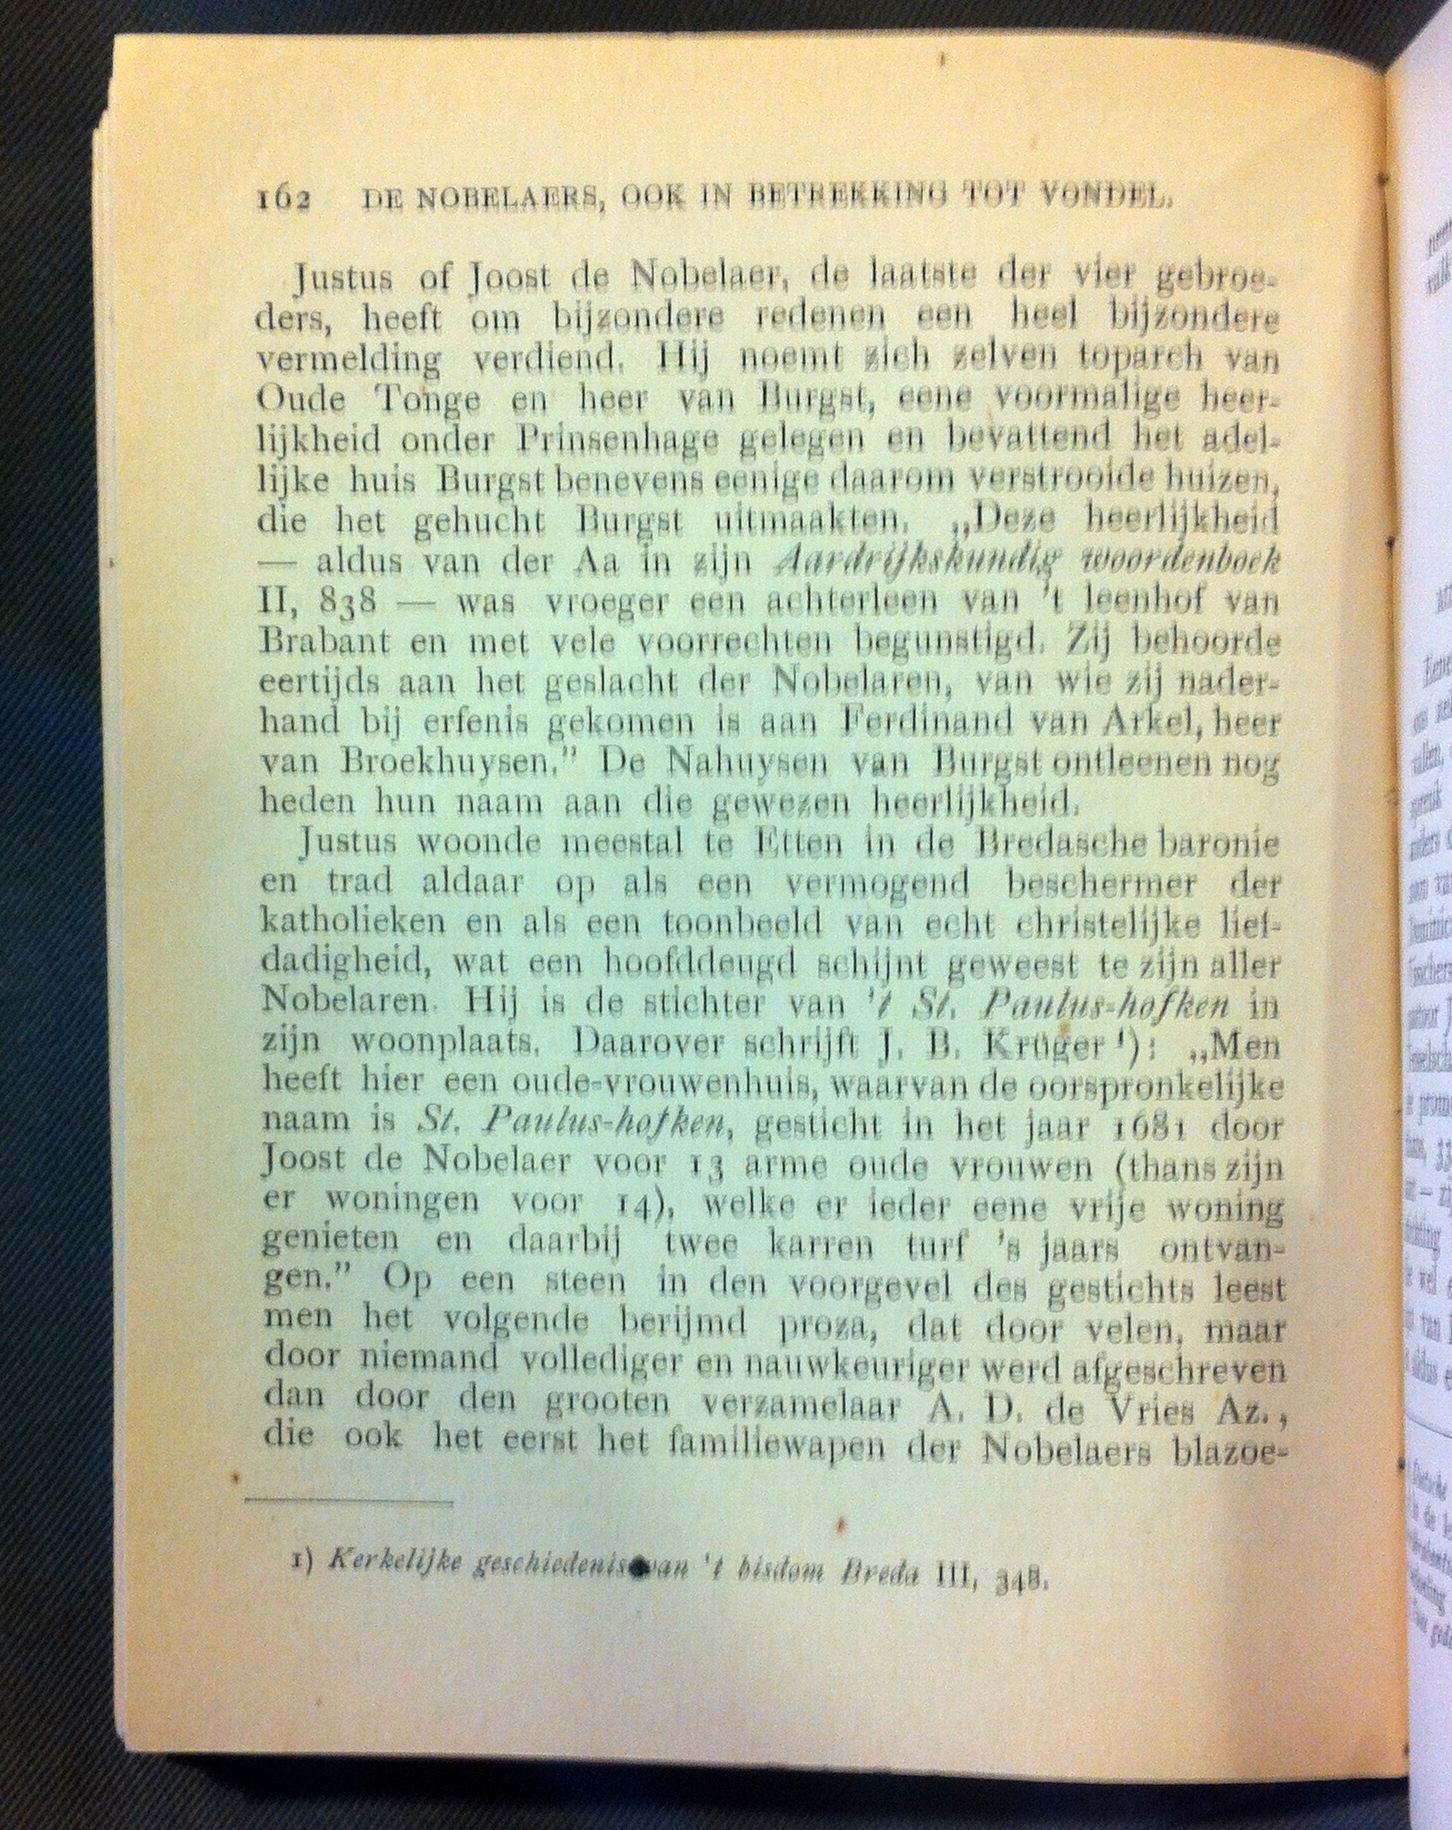 162 DE NOBELAERS, OOK IN BETREKKING TOT VONDEL.
Justus of Joost de Nobelaer, de laatste der vier gebroe-
ders, heeft om bijzondere redenen een heel bijzondere
vermelding verdiend. Hij noemt zich zelven toparch van
Oude Tonge en heer van Burgst, eene voormalige heer-
lijkheid onder Prinsenhage gelegen en bevattend het adel-
lijke huis Burgst benevens eenige daarom verstrooide huizen,
die het gehucht Burgst uitmaakten. „Deze heerlijkheid
— aldus van der Aa in zijn Aardrijkskundig woordenboek
II, 838 — was vroeger een achterleen van 't leenhof van
Brabant en met vele voorrechten begunstigd. Zij behoorde
eertijds aan het geslacht der Nobelaren, van wie zij nader-
hand bij erfenis gekomen is aan Ferdinand van Arkel, heer
van Broekhuysen." De Nahuysen van Burgst ontleenen nog
heden hun naam aan die gewezen heerlijkheid.
Justus woonde meestal te Etten in de Bredasche baronie
en trad aldaar op als een vermogend beschermer der
katholieken en als een toonbeeld van echt christelijke lief-
dadigheid, wat een hoofddeugd schijnt geweest te zijn aller
Nobelaren. Hij is de stichter van 't St. Paulus-hofken in
zijn woonplaats. Daarover schrijft J. B. Krüger ¹): „Men
heeft hier een oude-vrouwenhuis, waarvan de oorspronkelijke
naam is St. Paulus-hofken, gesticht in het jaar 1681 door
Joost de Nobelaer voor 13 arme oude vrouwen (thans zijn
er woningen voor 14), welke er ieder eene vrije woning
genieten en daarbij twee karren turf 's jaars ontvan-
gen." Op een steen in den voorgevel des gestichts leest
men het volgende berijmd proza, dat door velen, maar
door niemand vollediger en nauwkeuriger werd afgeschreven
dan door den grooten verzamelaar A. D. de Vries Az.,
die ook het eerst het familiewapen der Nobelaers blazoe-
1) Kerkelijke geschiedenis van 't bisdom Breda III, 348.